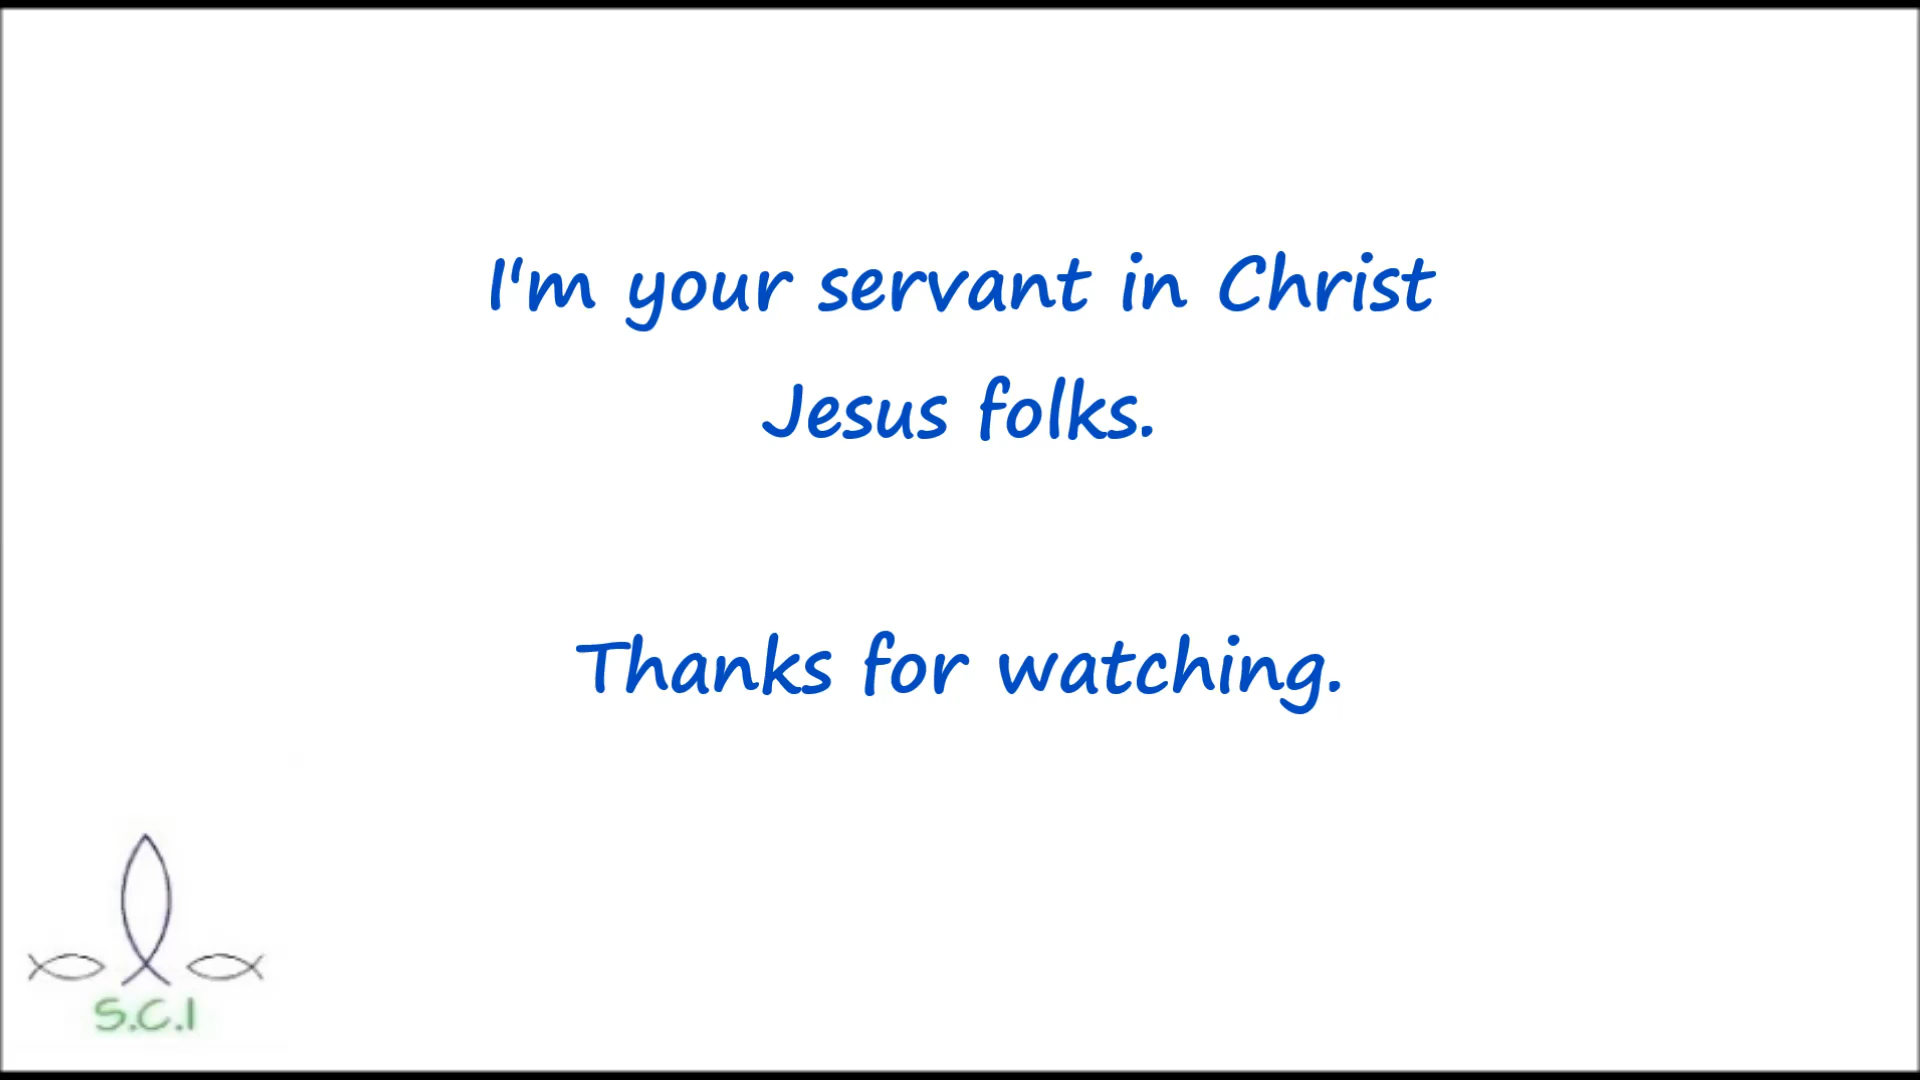 I'm your servant in Christ
Jesus folks.
Thanks for watching.
S.C.I